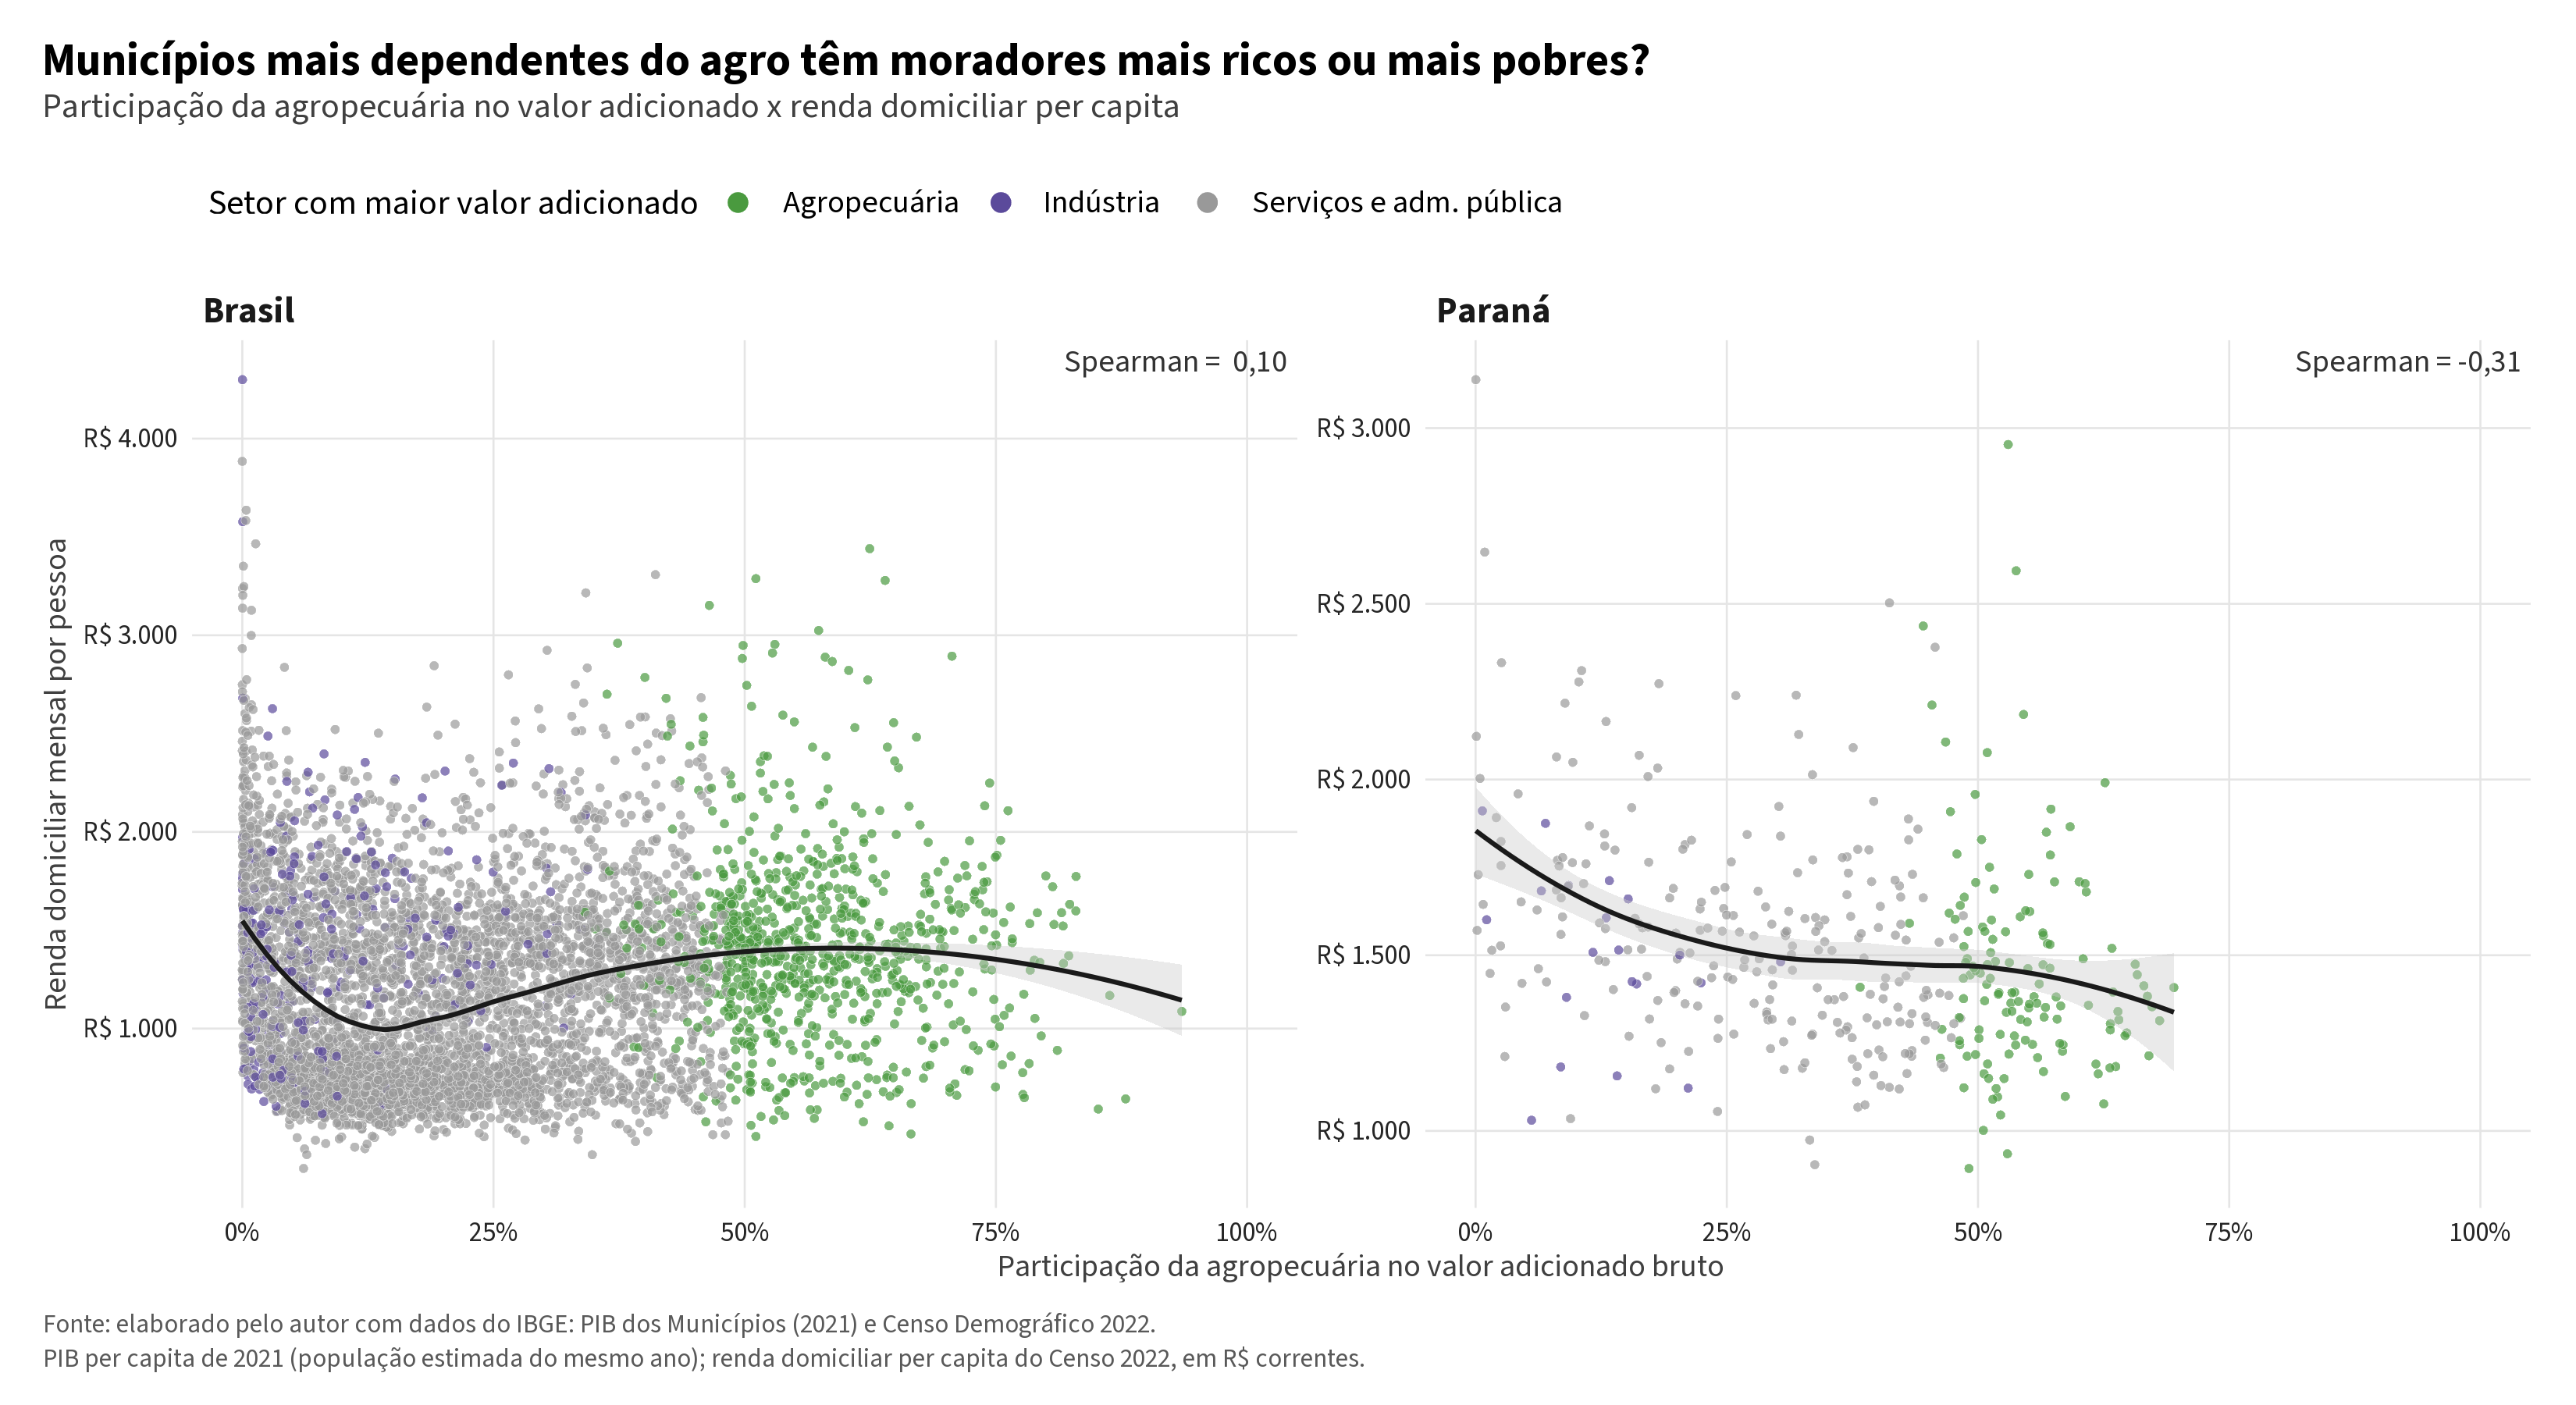 Municípios mais dependentes do agro têm moradores mais ricos ou mais pobres?
Participação da agropecuária no valor adicionado x renda domiciliar per capita
Setor com maior valor adicionado Agropecuária Indústria Serviços e adm. pública
Brasil
Spearman = 0,10
Renda domiciliar mensal por pessoa
R$ 4.000
R$ 3.000
R$ 2.000
R$ 1.000
0% 25% 50% 75% 100%
Paraná
Spearman = -0,31
R$ 3.000
R$ 2.500
R$ 2.000
R$ 1.500
R$ 1.000
0% 25% 50% 75% 100%
Participação da agropecuária no valor adicionado bruto
Fonte: elaborado pelo autor com dados do IBGE: PIB dos Municípios (2021) e Censo Demográfico 2022.
PIB per capita de 2021 (população estimada do mesmo ano); renda domiciliar per capita do Censo 2022, em R$ correntes.